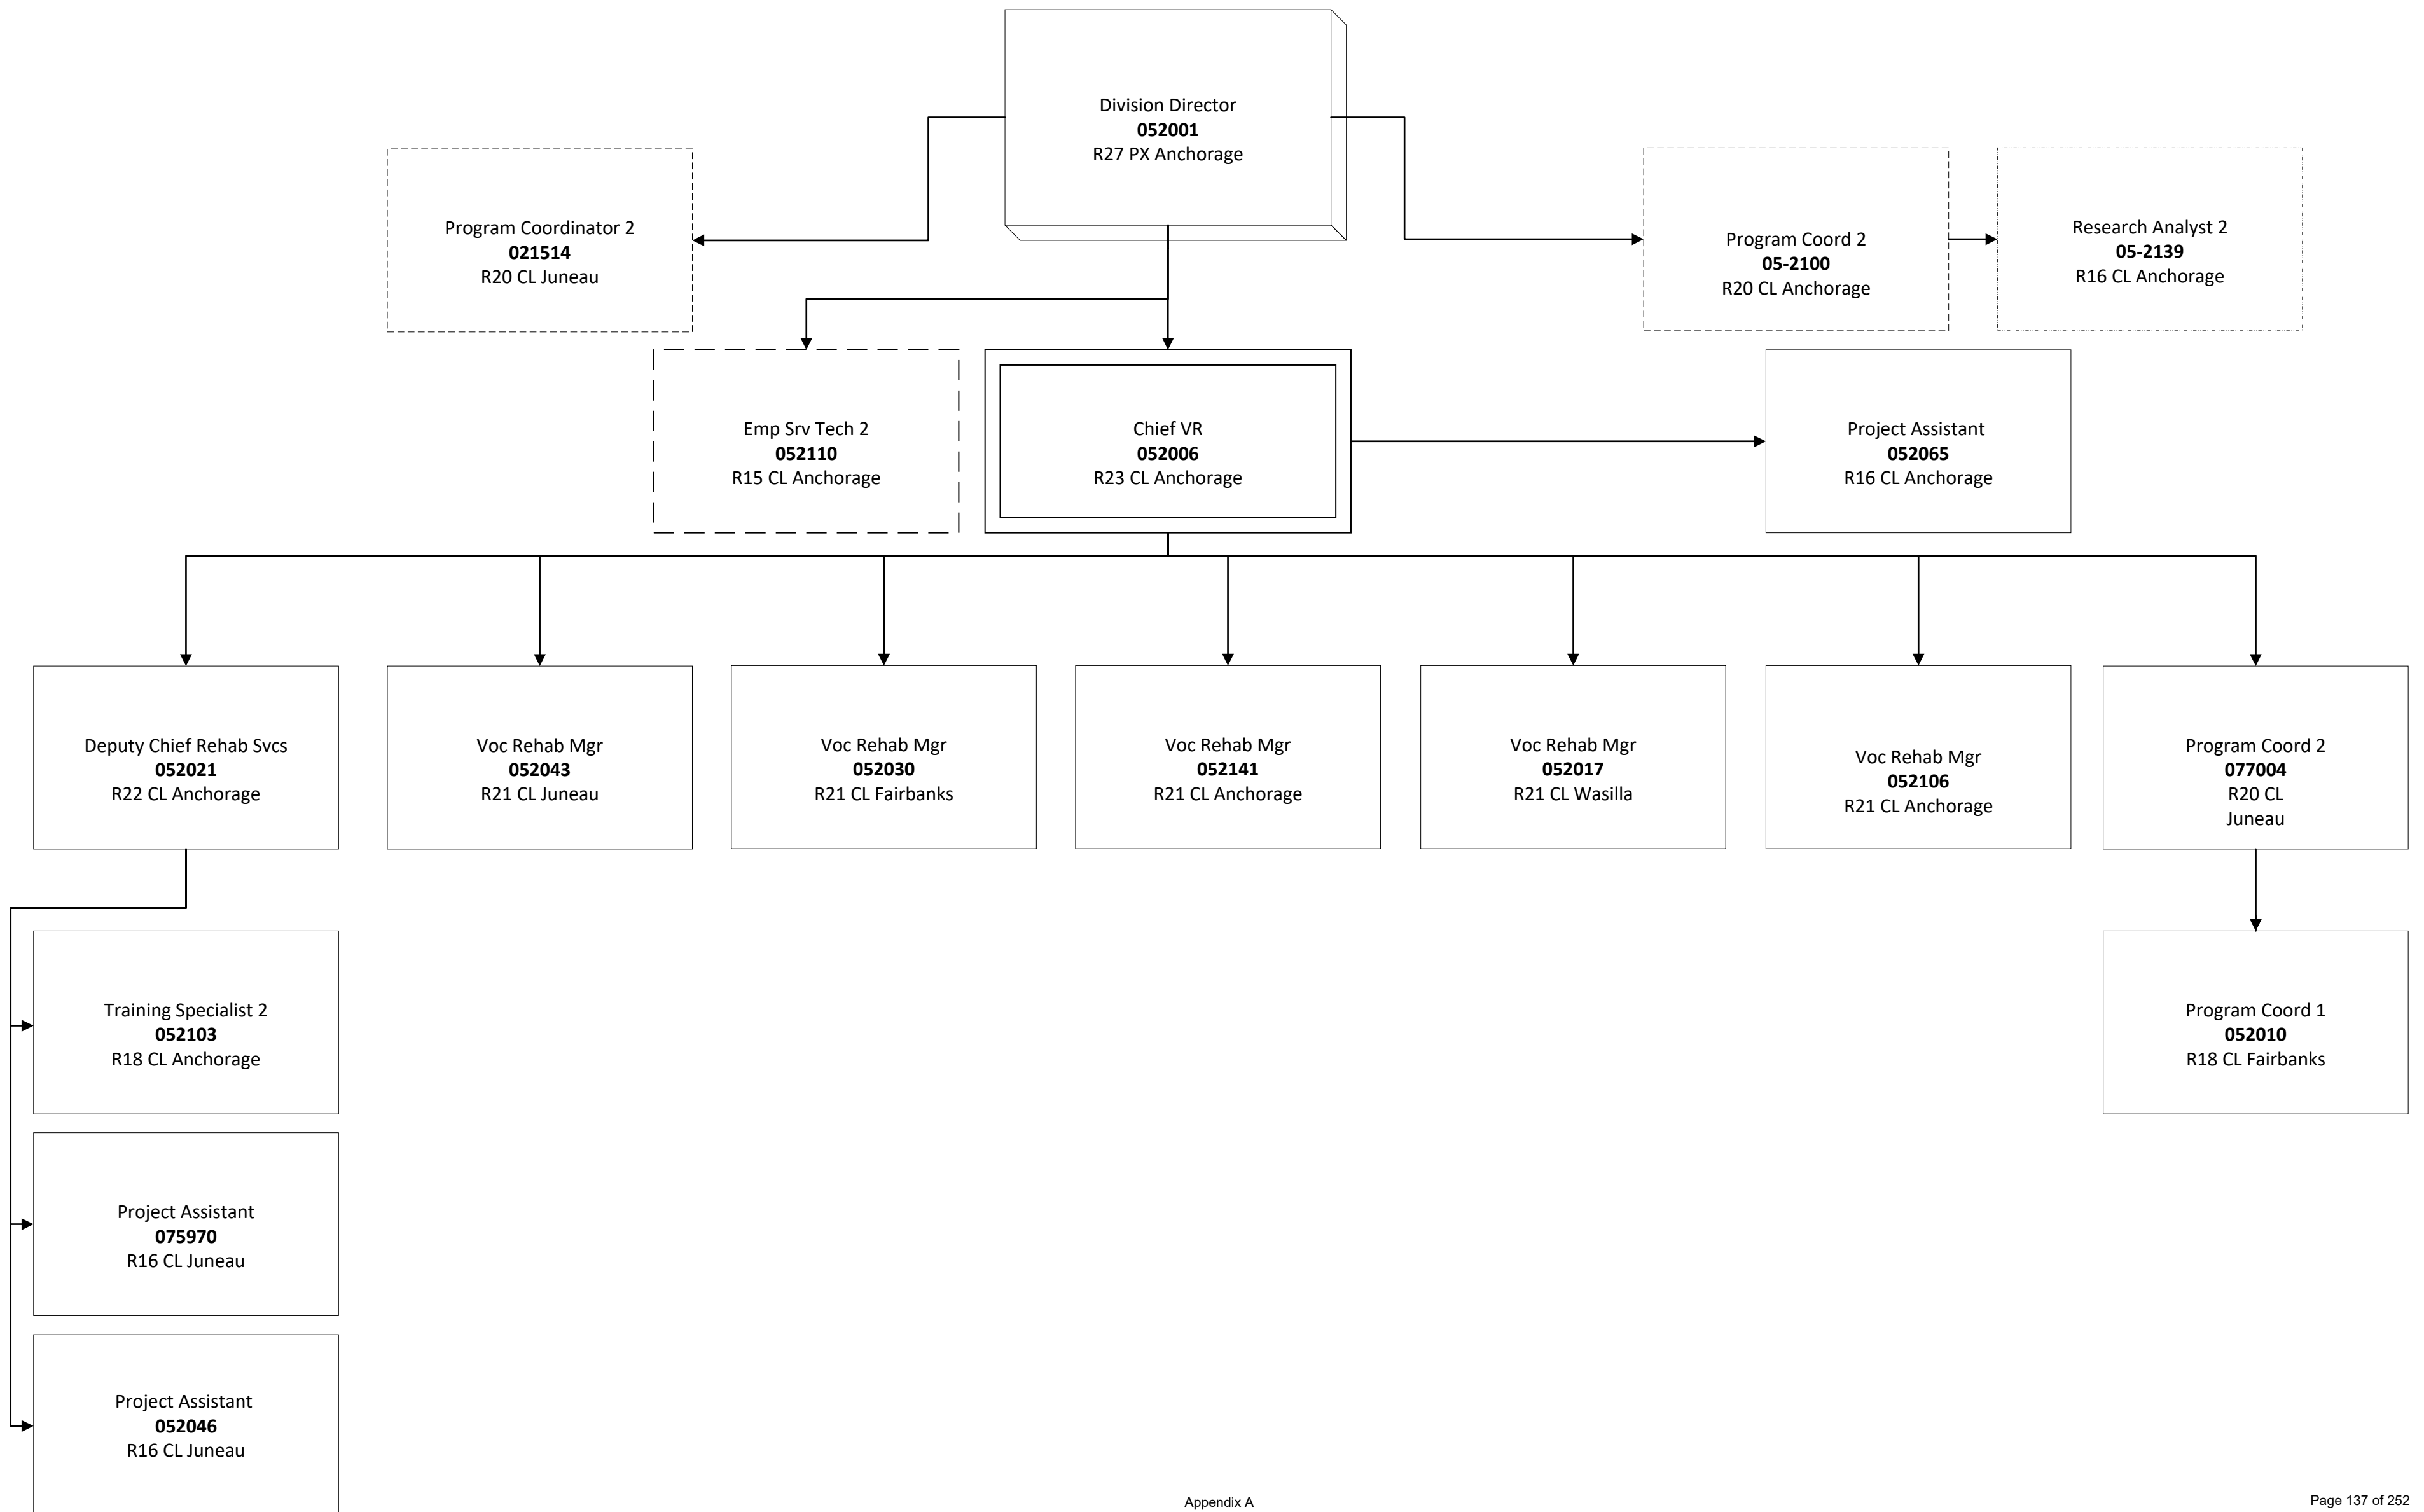 Division Director
052001
R27 PX Anchorage
Program Coordinator 2
021514
R20 CL Juneau
Program Coord 2
05-2100
R20 CL Anchorage
Research Analyst 2
05-2139
R16 CL Anchorage
Emp Srv Tech 2
052110
R15 CL Anchorage
Chief VR
052006
R23 CL Anchorage
Project Assistant
052065
R16 CL Anchorage
Deputy Chief Rehab Svcs
052021
R22 CL Anchorage
Voc Rehab Mgr
052043
R21 CL Juneau
Voc Rehab Mgr
052030
R21 CL Fairbanks
Voc Rehab Mgr
052141
R21 CL Anchorage
Voc Rehab Mgr
052017
R21 CL Wasilla
Voc Rehab Mgr
052106
R21 CL Anchorage
Program Coord 2
077004
R20 CL
Juneau
Training Specialist 2
052103
R18 CL Anchorage
Program Coord 1
052010
R18 CL Fairbanks
Project Assistant
075970
R16 CL Juneau
Project Assistant
052046
R16 CL Juneau
Appendix A
Page 137 of 252